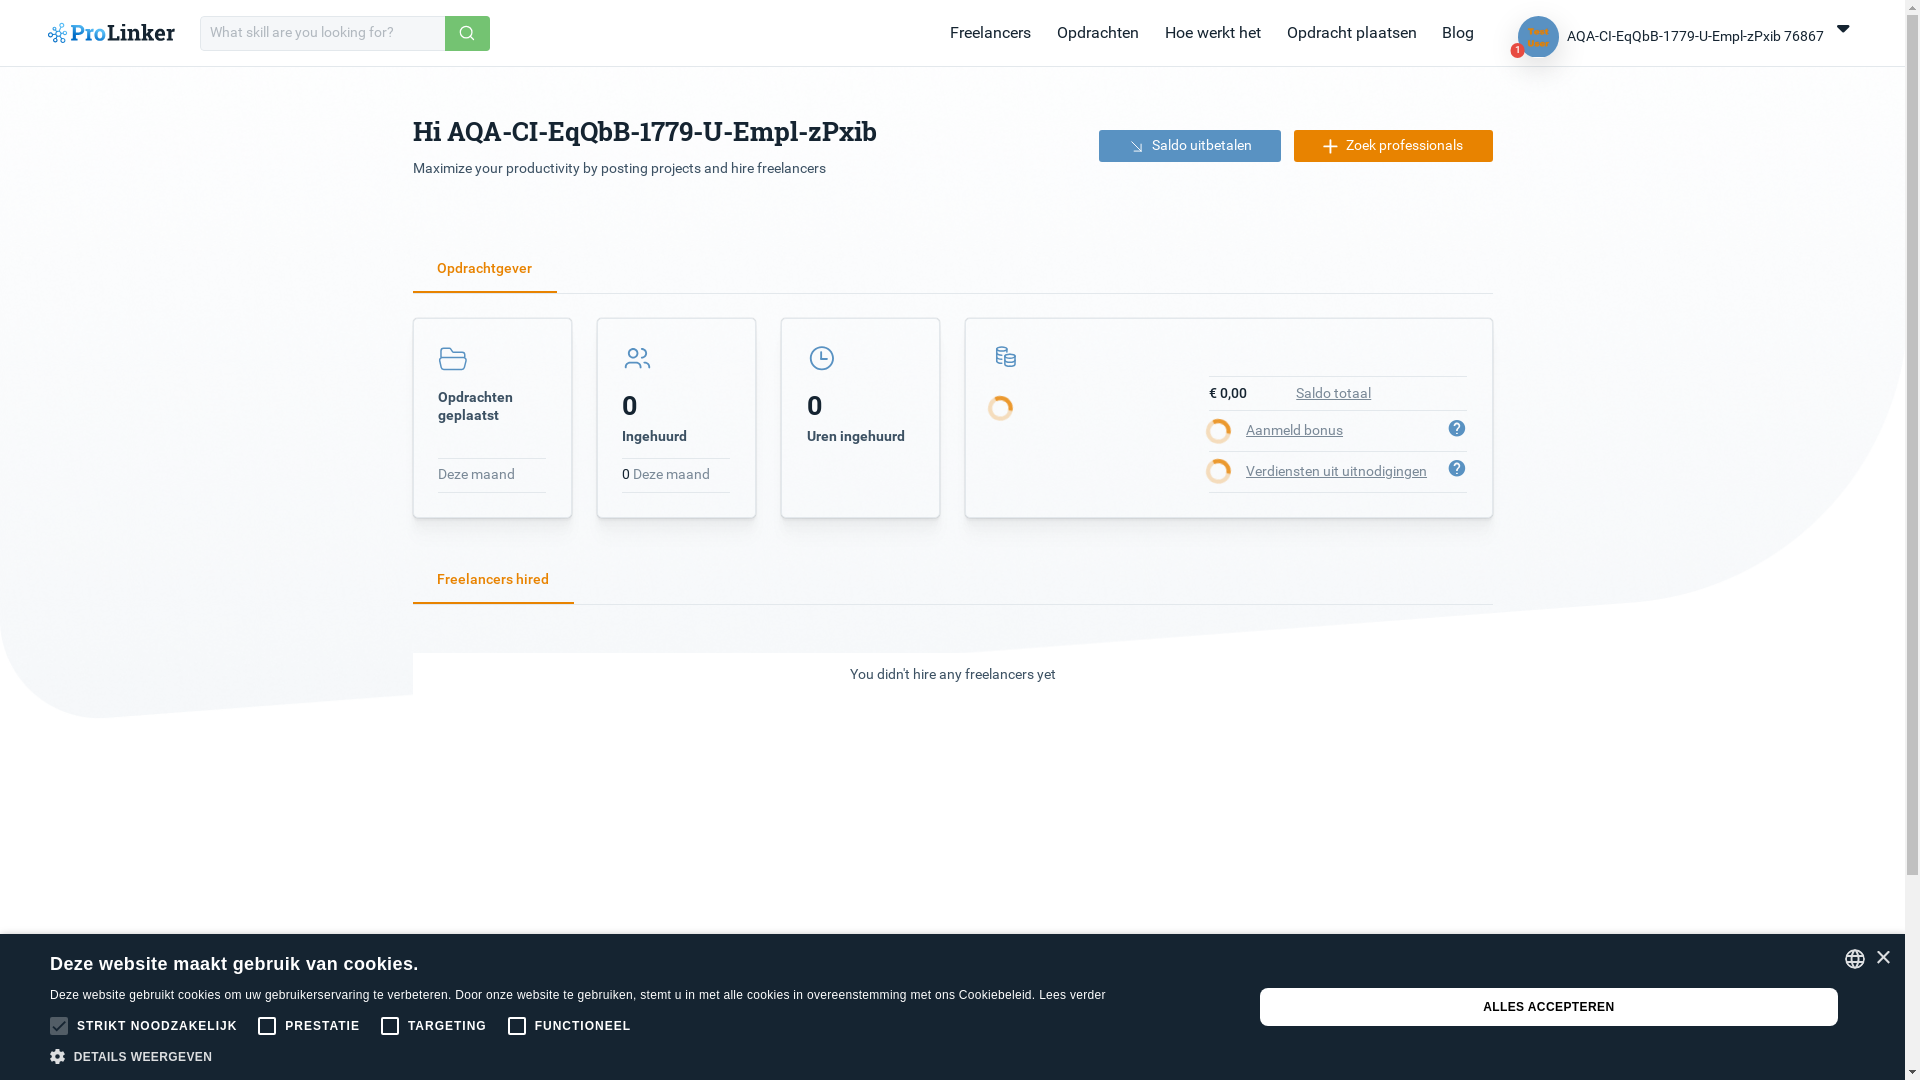 ProLinker
What skill are you looking for?
Freelancers
Opdrachten
Hoe werkt het
Opdracht plaatsen
Blog
Test
User
1
AQA-CI-EqQbB-1779-U-Empl-zPxib 76867
Hi AQA-CI-EqQbB-1779-U-Empl-zPxib
Maximize your productivity by posting projects and hire freelancers
Saldo uitbetalen
Zoek professionals
Opdrachtgever
Opdrachten
geplaatst
Deze maand
0
Ingehuurd
0 Deze maand
0
Uren ingehuurd
€ 0,00
Saldo totaal
Aanmeld bonus
?
Verdiensten uit uitnodigingen
?
Freelancers hired
You didn't hire any freelancers yet
Deze website maakt gebruik van cookies.
Deze website gebruikt cookies om uw gebruikerservaring te verbeteren. Door onze website te gebruiken, stemt u in met alle cookies in overeenstemming met ons Cookiebeleid. Lees verder
STRIKT NOODZAKELIJK
PRESTATIE
TARGETING
FUNCTIONEEL
DETAILS WEERGEVEN
ALLES ACCEPTEREN
×